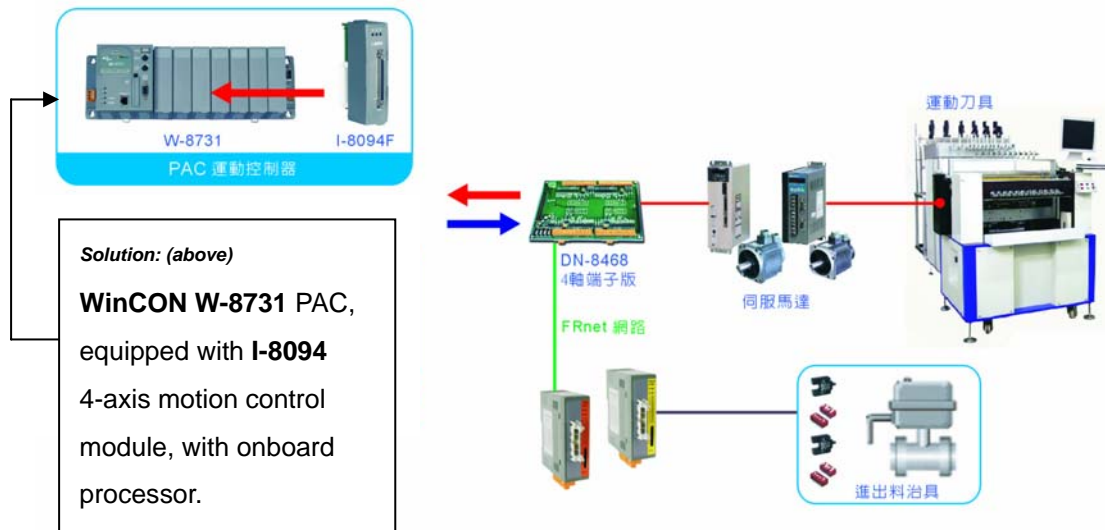 W-8731
I-8094F
PAC 運動控制器
Solution: (above)
WinCON W-8731 PAC,
equipped with I-8094
4-axis motion control
module, with onboard
processor.
DN-8468
4軸端子版
FRnet 網路
伺服馬達
運動刀具
進出料治具